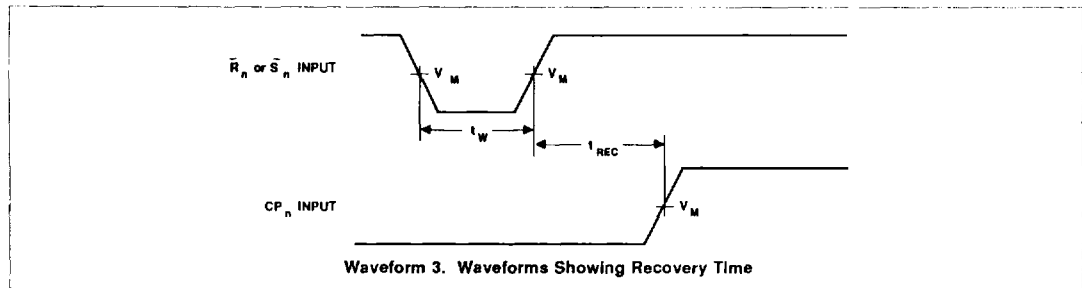 R̄n or S̄n INPUT
VM
VM
tW
tREC
CPn INPUT
VM
Waveform 3. Waveforms Showing Recovery Time